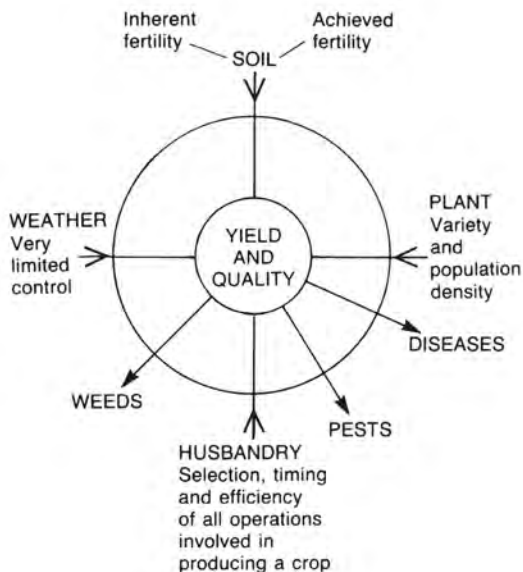 Inherent
fertility
Achieved
fertility
SOIL
WEATHER
Very
limited
control
YIELD
AND
QUALITY
PLANT
Variety
and
population
density
DISEASES
WEEDS
PESTS
HUSBANDRY
Selection, timing
and efficiency
of all operations
involved in
producing a crop